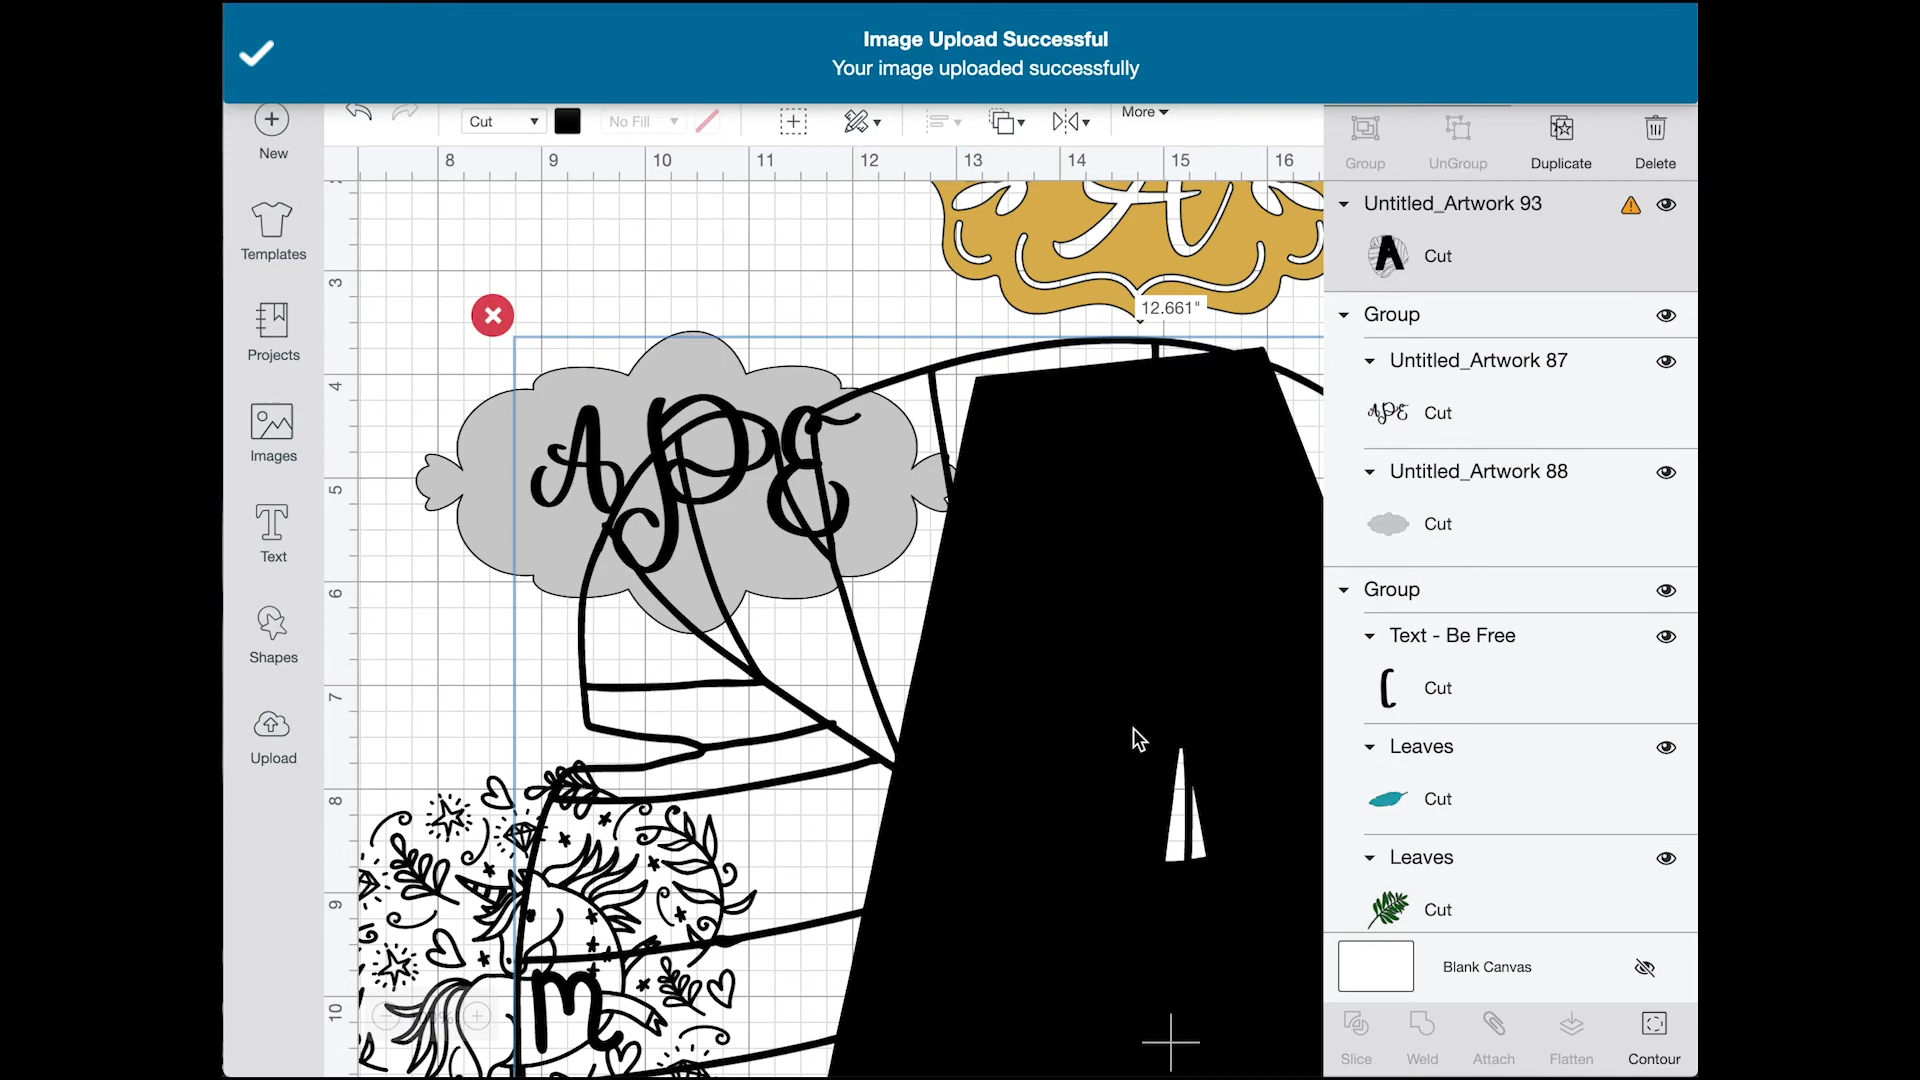 Image Upload Successful
Your image uploaded successfully
New
Templates
Projects
Images
Text
Shapes
Upload
Cut
No Fill
More
8 9 10 11 12 13 14 15 16
3
4
5
6
7
8
9
10
A
12.661"
APE
m
Group
UnGroup
Duplicate
Delete
Untitled_Artwork 93
A
Cut
Group
Untitled_Artwork 87
APE
Cut
Untitled_Artwork 88
Cut
Group
Text - Be Free
Cut
Leaves
Cut
Leaves
Cut
Blank Canvas
Slice
Weld
Attach
Flatten
Contour